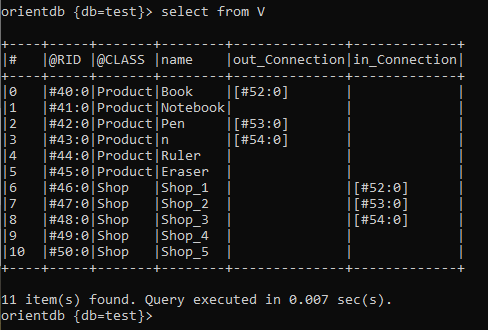 orientdb {db=test}> select from V
+----+-----+-------+--------+--------------+-------------+
|#   |@RID |@CLASS |name    |out_Connection|in_Connection|
+----+-----+-------+--------+--------------+-------------+
|0   |#40:0|Product|Book    |[#52:0]       |             |
|1   |#41:0|Product|Notebook|              |             |
|2   |#42:0|Product|Pen     |[#53:0]       |             |
|3   |#43:0|Product|n       |[#54:0]       |             |
|4   |#44:0|Product|Ruler   |              |             |
|5   |#45:0|Product|Eraser  |              |             |
|6   |#46:0|Shop   |Shop_1  |              |[#52:0]      |
|7   |#47:0|Shop   |Shop_2  |              |[#53:0]      |
|8   |#48:0|Shop   |Shop_3  |              |[#54:0]      |
|9   |#49:0|Shop   |Shop_4  |              |             |
|10  |#50:0|Shop   |Shop_5  |              |             |
+----+-----+-------+--------+--------------+-------------+
11 item(s) found. Query executed in 0.007 sec(s).
orientdb {db=test}>